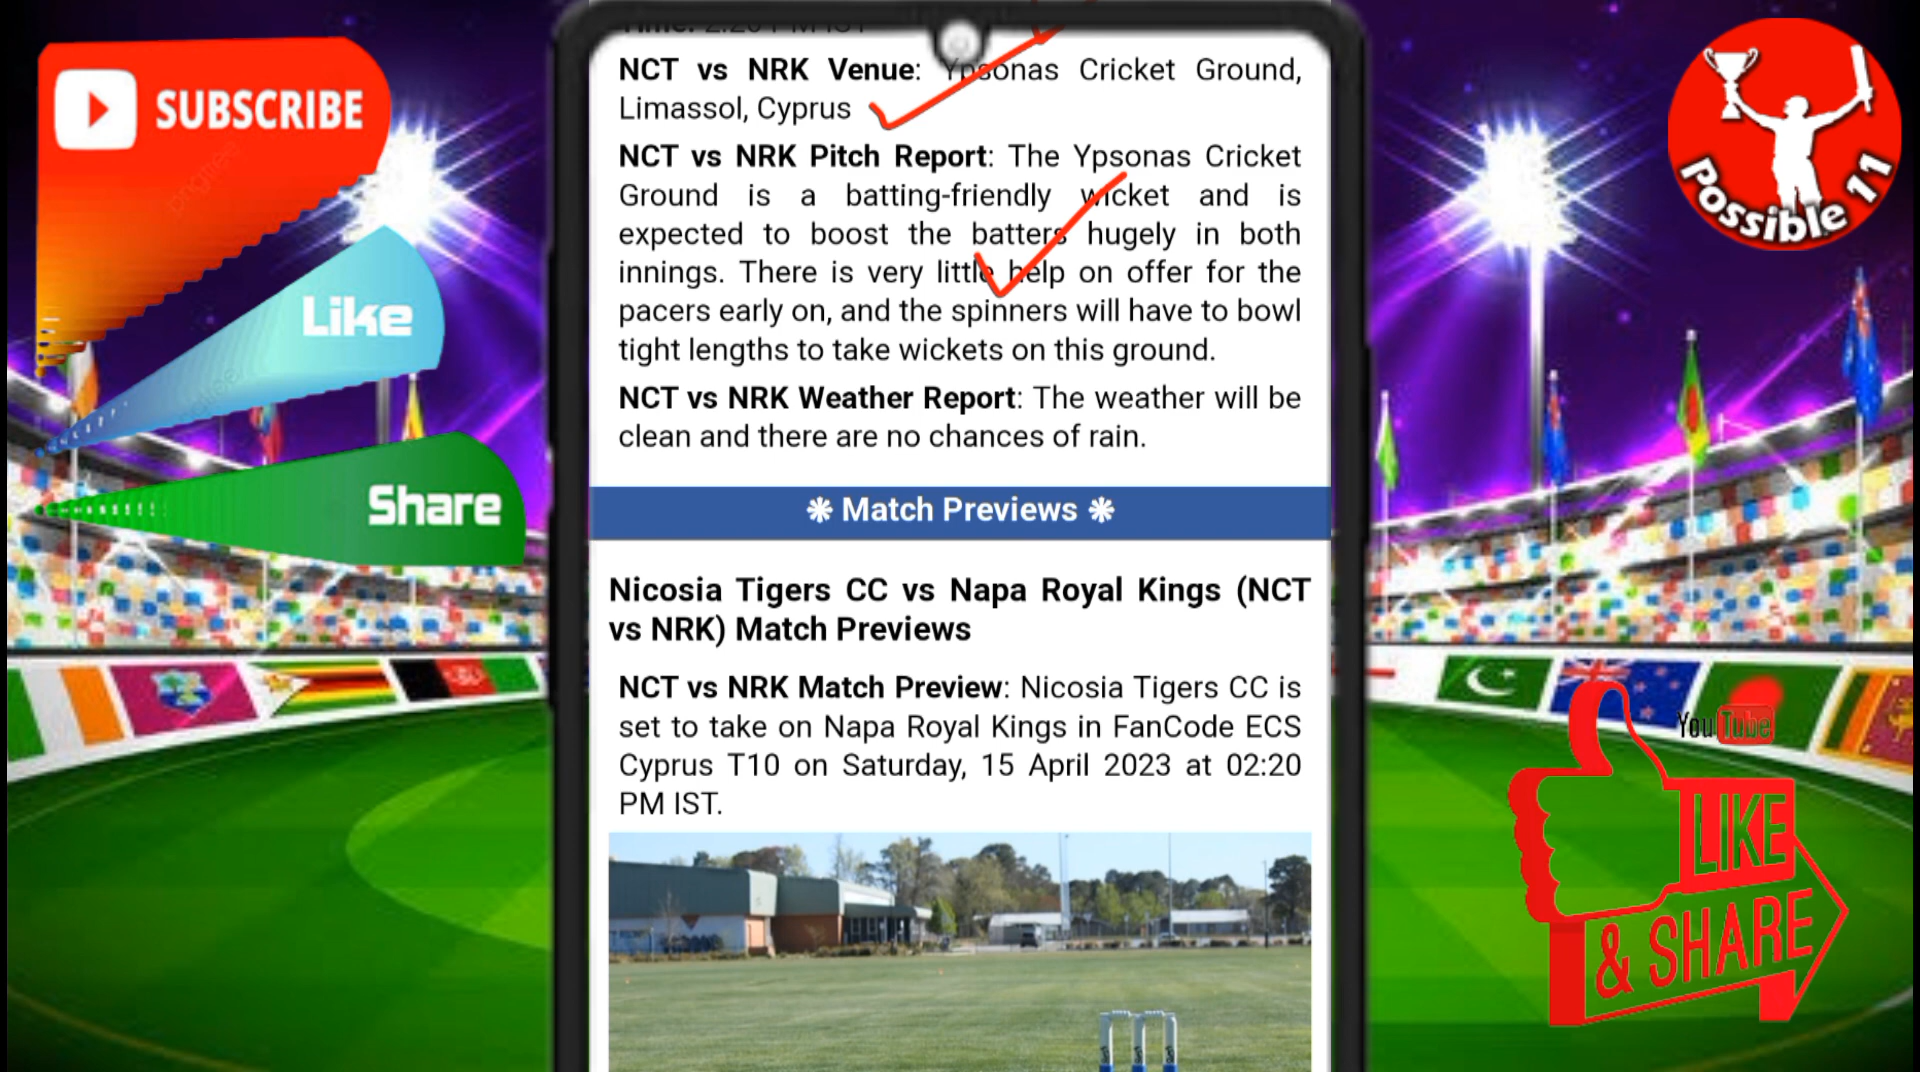 SUBSCRIBE
Like
Share
Time: 2:20 PM IST
NCT vs NRK Venue: Ypsonas Cricket Ground,
Limassol, Cyprus
NCT vs NRK Pitch Report: The Ypsonas Cricket
Ground is a batting-friendly wicket and is
expected to boost the batters hugely in both
innings. There is very little help on offer for the
pacers early on, and the spinners will have to bowl
tight lengths to take wickets on this ground.
NCT vs NRK Weather Report: The weather will be
clean and there are no chances of rain.
❋ Match Previews ❋
Nicosia Tigers CC vs Napa Royal Kings (NCT
vs NRK) Match Previews
NCT vs NRK Match Preview: Nicosia Tigers CC is
set to take on Napa Royal Kings in FanCode ECS
Cyprus T10 on Saturday, 15 April 2023 at 02:20
PM IST.
Possible 11
YouTube
LIKE
& SHARE